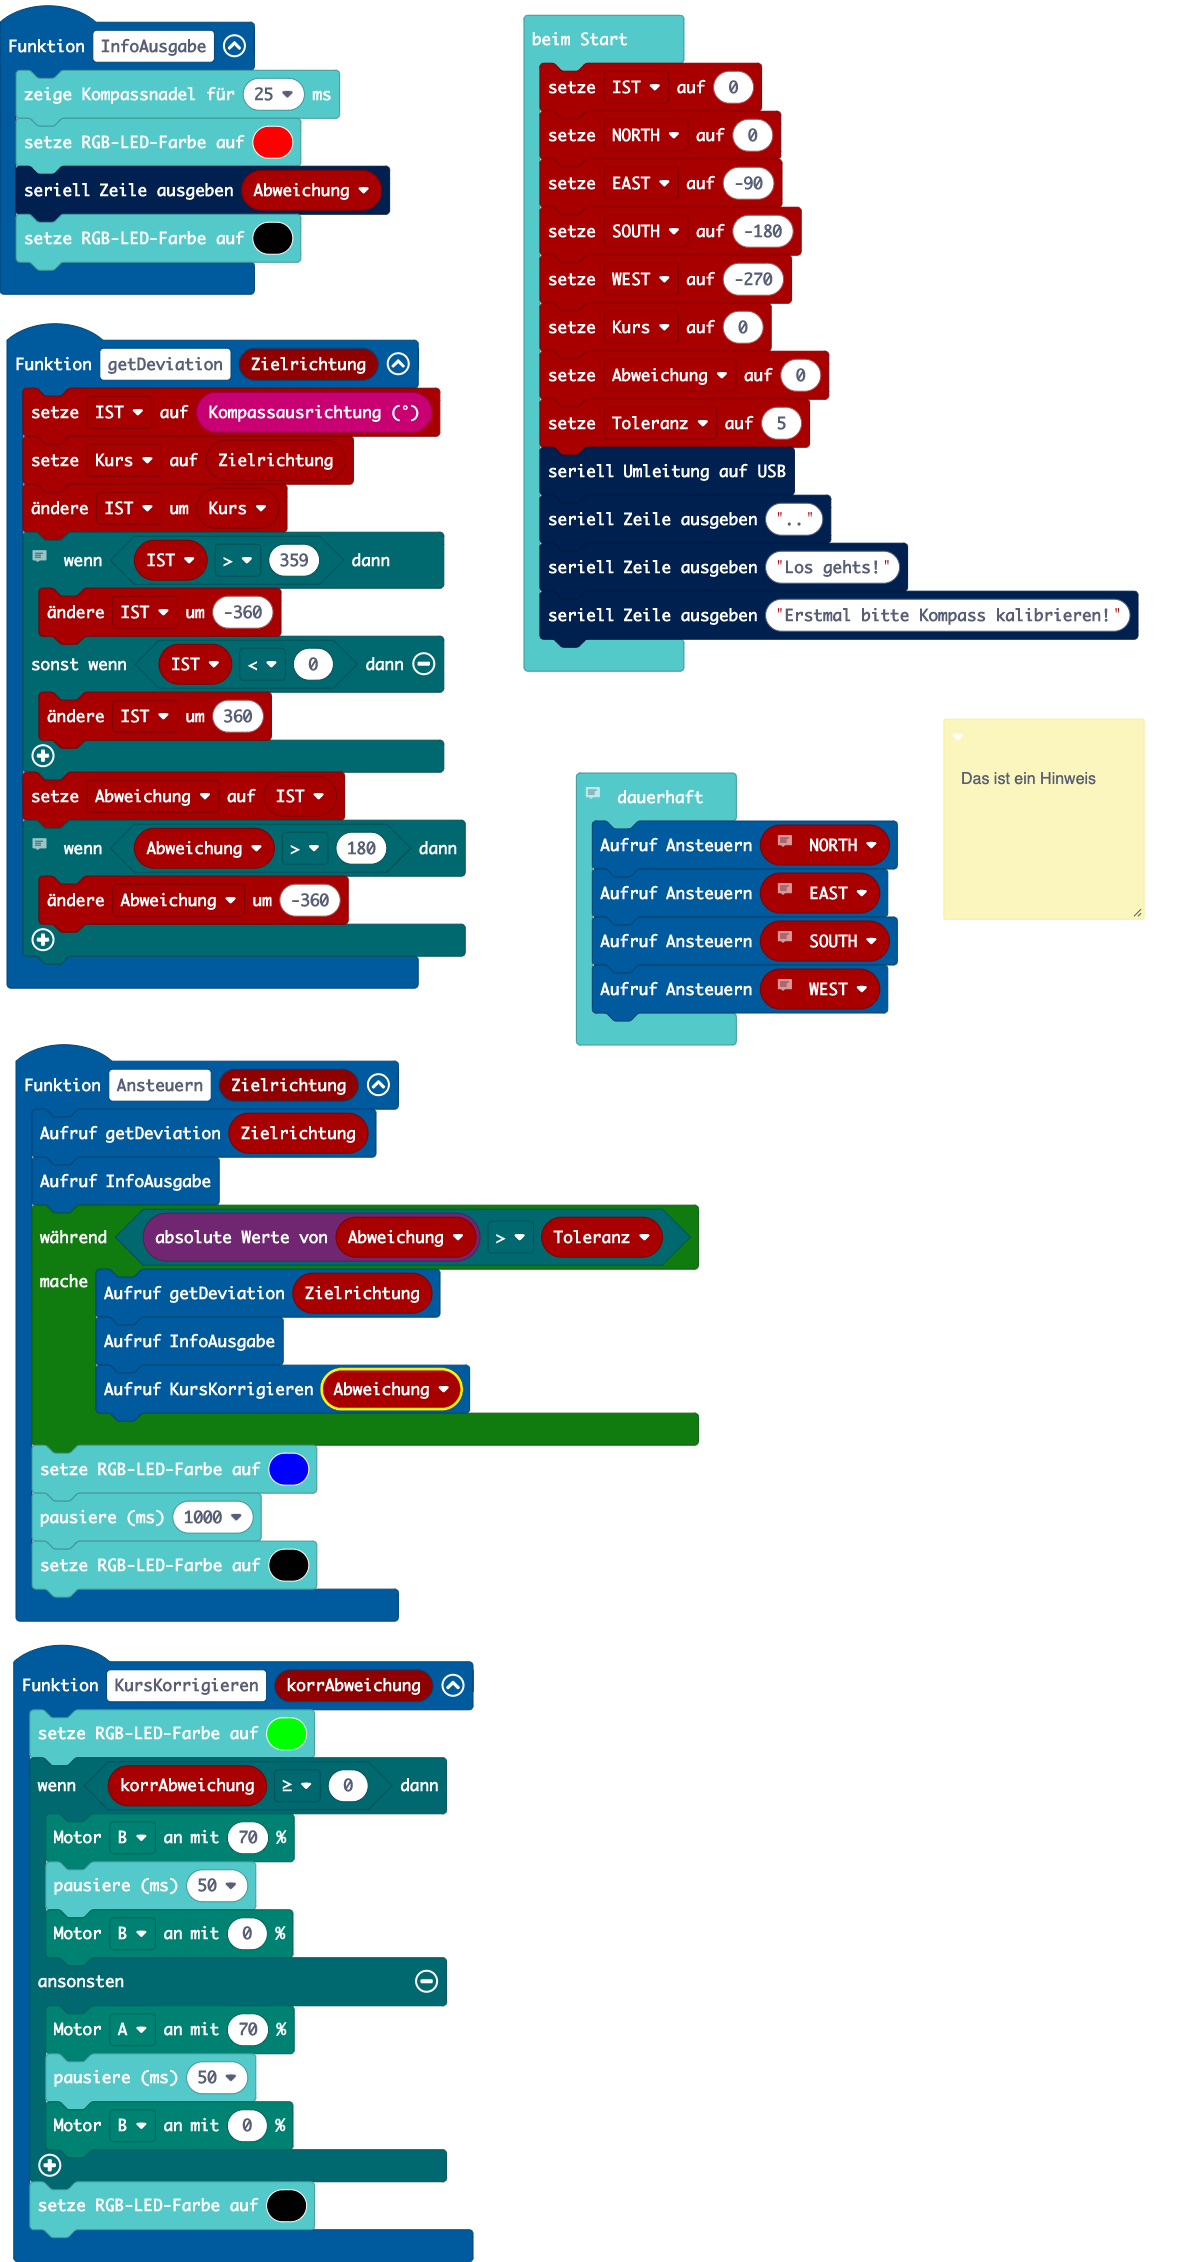 Funktion InfoAusgabe
zeige Kompassnadel für 25 ms
setze RGB-LED-Farbe auf
seriell Zeile ausgeben Abweichung
setze RGB-LED-Farbe auf
Funktion getDeviation Zielrichtung
setze IST auf Kompassausrichtung (°)
setze Kurs auf Zielrichtung
ändere IST um Kurs
wenn IST > 359 dann
ändere IST um -360
sonst wenn IST < 0 dann
ändere IST um 360
setze Abweichung auf IST
wenn Abweichung > 180 dann
ändere Abweichung um -360
Funktion Ansteuern Zielrichtung
Aufruf getDeviation Zielrichtung
Aufruf InfoAusgabe
während absolute Werte von Abweichung > Toleranz
mache
Aufruf getDeviation Zielrichtung
Aufruf InfoAusgabe
Aufruf KursKorrigieren Abweichung
setze RGB-LED-Farbe auf
pausiere (ms) 1000
setze RGB-LED-Farbe auf
Funktion KursKorrigieren korrAbweichung
setze RGB-LED-Farbe auf
wenn korrAbweichung ≥ 0 dann
Motor B an mit 70 %
pausiere (ms) 50
Motor B an mit 0 %
ansonsten
Motor A an mit 70 %
pausiere (ms) 50
Motor B an mit 0 %
setze RGB-LED-Farbe auf
beim Start
setze IST auf 0
setze NORTH auf 0
setze EAST auf -90
setze SOUTH auf -180
setze WEST auf -270
setze Kurs auf 0
setze Abweichung auf 0
setze Toleranz auf 5
seriell Umleitung auf USB
seriell Zeile ausgeben ".."
seriell Zeile ausgeben "Los gehts!"
seriell Zeile ausgeben "Erstmal bitte Kompass kalibrieren!"
dauerhaft
Aufruf Ansteuern NORTH
Aufruf Ansteuern EAST
Aufruf Ansteuern SOUTH
Aufruf Ansteuern WEST
Das ist ein Hinweis